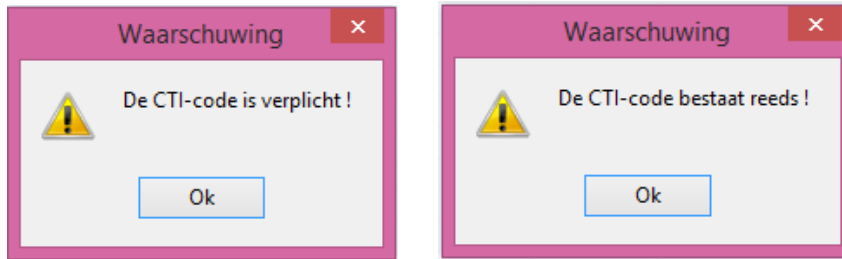 Waarschuwing
De CTI-code is verplicht !
Ok
Waarschuwing
De CTI-code bestaat reeds !
Ok